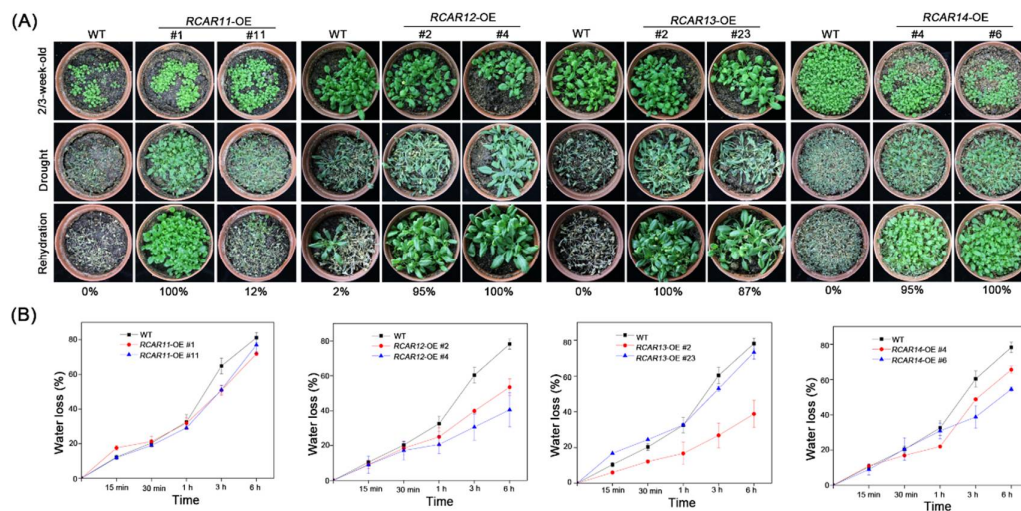 (A)
RCAR11-OE RCAR12-OE RCAR13-OE RCAR14-OE
WT #1 #11 WT #2 #4 WT #2 #23 WT #4 #6
2/3-week-old
Drought
Rehydration
0% 100% 12% 2% 95% 100% 0% 100% 87% 0% 95% 100%
(B)
Water loss (%)
80
60
40
20
0
WT
RCAR11-OE #1
RCAR11-OE #11
15 min 30 min 1 h 3 h 6 h
Time
Water loss (%)
80
60
40
20
0
WT
RCAR12-OE #2
RCAR12-OE #4
15 min 30 min 1 h 3 h 6 h
Time
Water loss (%)
80
60
40
20
0
WT
RCAR13-OE #2
RCAR13-OE #23
15 min 30 min 1 h 3 h 6 h
Time
Water loss (%)
80
60
40
20
0
WT
RCAR14-OE #4
RCAR14-OE #6
15 min 30 min 1 h 3 h 6 h
Time